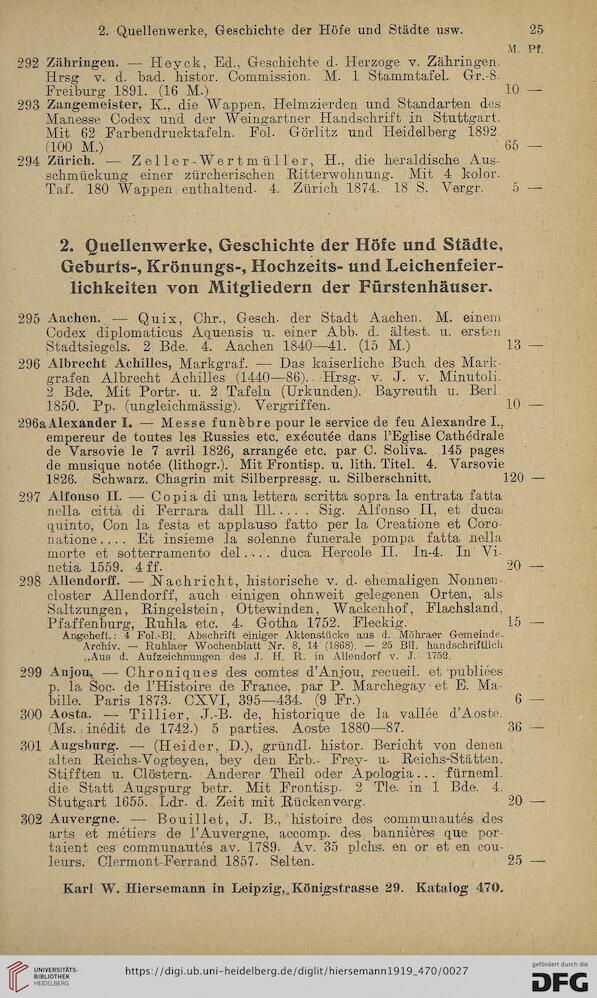 2. Quellenwerke, Geschichte der Höfe und Städte usw. 25
M. Pf.
292 Zähringen. — Heyck, Ed., Geschichte d. Herzoge v. Zähringen.
Hrsg v. d. bad. histor. Commission. M. 1 Stammtafel. Gr.-8.
Freiburg 1891. (16 M.) 10 —
293 Zangemeister, K., die Wappen, Helmzierden und Standarten des
Manesse Codex und der Weingartner Handschrift in Stuttgart.
Mit 62 Farbendrucktafeln. Fol. Görlitz und Heidelberg 1892.
(100 M.) 65 —
294 Zürich. — Zeller-Wertmüller, H., die heraldische Aus-
schmückung einer zürcherischen Ritterwohnung. Mit 4 kolor.
Taf. 180 Wappen enthaltend. 4. Zürich 1874. 18 S. Vergr. 5 —
2. Quellenwerke, Geschichte der Höfe und Städte,
Geburts-, Krönungs-, Hochzeits- und Leichenfeier-
lichkeiten von Mitgliedern der Fürstenhäuser.
295 Aachen. — Quix, Chr., Gesch. der Stadt Aachen. M. einem
Codex diplomaticus Aquensis u. einer Abb. d. ältest. u. ersten
Stadtsiegels. 2 Bde. 4. Aachen 1840—41. (15 M.) 13 —
296 Albrecht Achilles, Markgraf. — Das kaiserliche Buch des Mark-
grafen Albrecht Achilles (1440—86). Hrsg. v. J. v. Minutoli.
2 Bde. Mit Portr. u. 2 Tafeln (Urkunden). Bayreuth u. Berl.
1850. Pp. (ungleichmässig). Vergriffen. 10 —
296a Alexander I. — Messe funèbre pour le service de feu Alexandre I.,
empereur de toutes les Russies etc. exécutée dans l'Eglise Cathédrale
de Varsovie le 7 avril 1826, arrangée etc. par C. Soliva. 145 pages
de musique notée (lithogr.). Mit Frontisp. u. lith. Titel. 4. Varsovie
1826. Schwarz. Chagrin mit Silberpressg. u. Silberschnitt. 120 —
297 Alfonso II. — Copia di una lettera scritta sopra la entrata fatta
nella città di Ferrara dall Ill..... Sig. Alfonso II, et duca
quinto, Con la festa et applauso fatto per la Creatione et Coro-
natione.... Et insieme la solenne funerale pompa fatta nella
morte et sotterramento del.... duca Hercole II. In-4. In Vi-
netia 1559. 4 ff. 20 —
298 Allendorff. — Nachricht, historische v. d. ehemaligen Nonnen-
closter Allendorff, auch einigen ohnweit gelegenen Orten, als
Saltzungen, Ringelstein, Ottewinden, Wackenhof, Flachsland,
Pfaffenburg, Ruhla etc. 4. Gotha 1752. Fleckig. 15 —
Angeheft.: 4 Fol.-Bl. Abschrift einiger Aktenstücke aus d. Möhraer Gemeinde-
Archiv. — Ruhlaer Wochenblatt Nr. 8, 14 (1868). — 25 Bll. handschriftlich
„Aus d. Aufzeichnungen des J. H. R. in Allendorf v. J. 1752.
299 Anjou. — Chroniques des comtes d'Anjou, recueil. et publiées
p. la Soc. de l'Histoire de France, par P. Marchegay et E. Ma-
bille. Paris 1873. CXVI, 395—434. (9 Fr.) 6 —
300 Aosta. — Tillier, J.-B. de, historique de la vallée d'Aoste.
(Ms. inédit de 1742.) 5 parties. Aoste 1880—87. 36 —
301 Augsburg. — (Heider, D.), gründl. histor. Bericht von denen
alten Reichs-Vogteyen, bey den Erb.- Frey- u. Reichs-Stätten,
Stifften u. Clöstern. Anderer Theil oder Apologia... fürneml.
die Statt Augspurg betr. Mit Frontisp. 2 Tle. in 1 Bde. 4.
Stutgart 1655. Ldr. d. Zeit mit Rückenverg. 20 —
302 Auvergne. — Bouillet, J. B., histoire des communautés des
arts et métiers de l'Auvergne, accomp. des bannières que por-
taient ces communautés av. 1789. Av. 35 plchs. en or et en cou-
leurs. Clermont-Ferrand 1857. Selten. 25 —
Karl W. Hiersemann in Leipzig, Königstrasse 29. Katalog 470.
UNIVERSITÄTS-
BIBLIOTHEK
HEIDELBERG
https://digi.ub.uni-heidelberg.de/diglit/hiersemann1919_470/0027
gefördert durch die
DFG